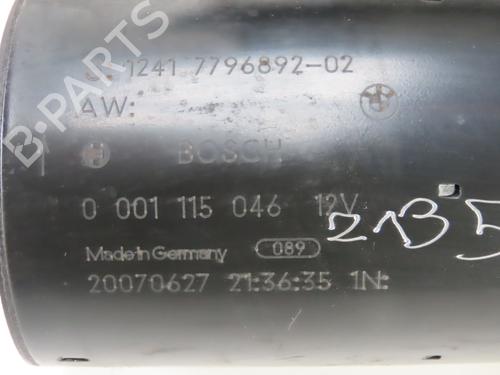 1241 7796892-02
AW:
BOSCH
0 001 115 046 12V
2135
Made in Germany 089
20070627 21:36:35 1N:
B-PARTS